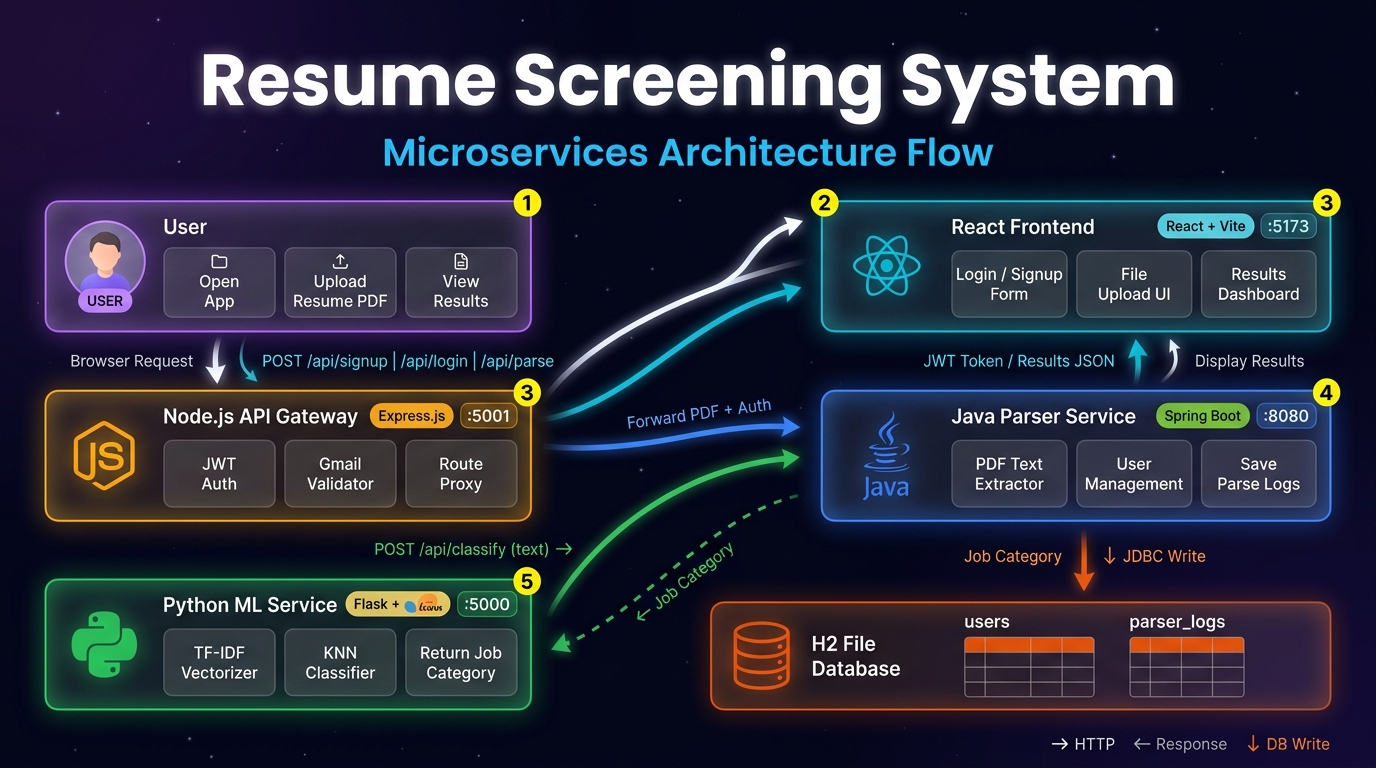 Resume Screening System
Microservices Architecture Flow
1
User
USER
Open
App
Upload
Resume PDF
View
Results
2
3
React Frontend
React + Vite
:5173
Login / Signup
Form
File
Upload UI
Results
Dashboard
Browser Request
POST /api/signup | /api/login | /api/parse
JWT Token / Results JSON
Display Results
3
Node.js API Gateway
Express.js
:5001
JS
JWT
Auth
Gmail
Validator
Route
Proxy
Forward PDF + Auth
4
Java Parser Service
Spring Boot
:8080
Java
PDF Text
Extractor
User
Management
Save
Parse Logs
POST /api/classify (text) →
← Job Category
Job Category
↓ JDBC Write
5
Python ML Service
Flask +
:5000
TF-IDF
Vectorizer
KNN
Classifier
Return Job
Category
H2 File
Database
users
parser_logs
→ HTTP
← Response
↓ DB Write